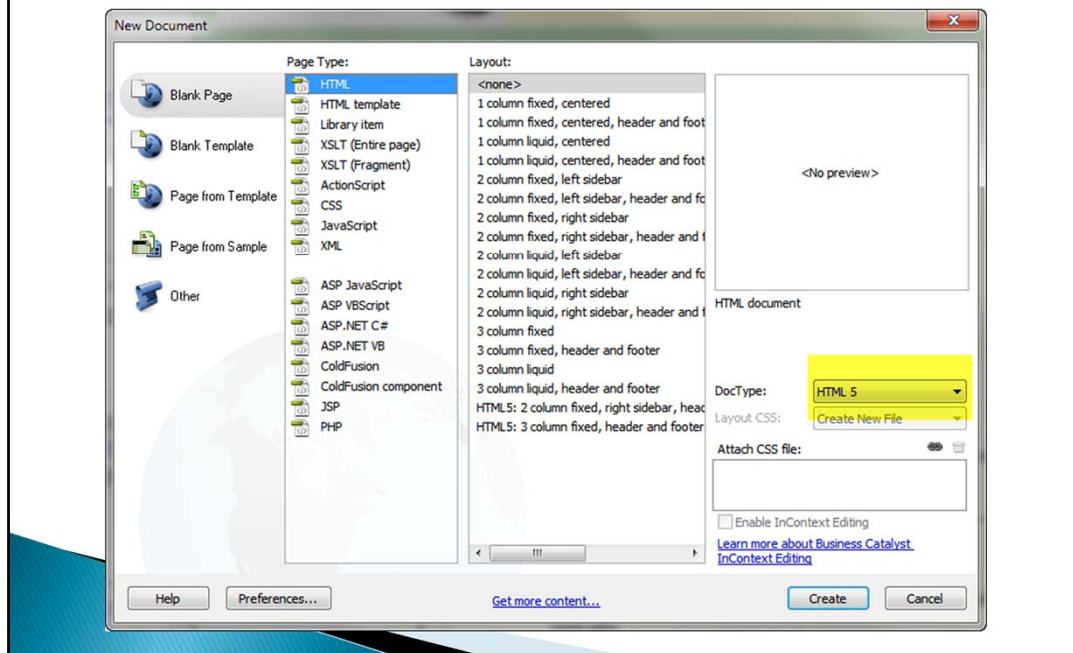 New Document
Page Type:
Layout:
Blank Page
Blank Template
Page from Template
Page from Sample
Other
HTML
HTML template
Library item
XSLT (Entire page)
XSLT (Fragment)
ActionScript
CSS
JavaScript
XML
ASP JavaScript
ASP VBScript
ASP.NET C#
ASP.NET VB
ColdFusion
ColdFusion component
JSP
PHP
<none>
1 column fixed, centered
1 column fixed, centered, header and foot
1 column liquid, centered
1 column liquid, centered, header and foot
2 column fixed, left sidebar
2 column fixed, left sidebar, header and fo
2 column fixed, right sidebar
2 column fixed, right sidebar, header and f
2 column liquid, left sidebar
2 column liquid, left sidebar, header and fo
2 column liquid, right sidebar
2 column liquid, right sidebar, header and f
3 column fixed
3 column fixed, header and footer
3 column liquid
3 column liquid, header and footer
HTML5: 2 column fixed, right sidebar, head
HTML5: 3 column fixed, header and footer
<No preview>
HTML document
DocType: HTML 5
Layout CSS: Create New File
Attach CSS file:
Enable InContext Editing
Learn more about Business Catalyst
InContext Editing
Help
Preferences...
Get more content...
Create
Cancel